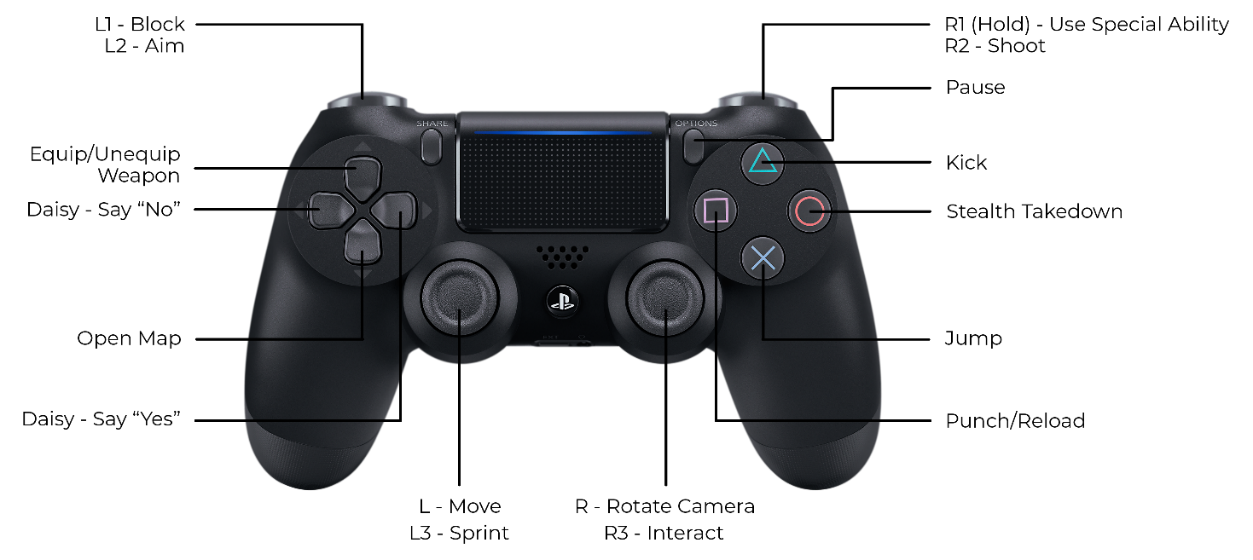 L1 - Block
L2 - Aim
R1 (Hold) - Use Special Ability
R2 - Shoot
Pause
SHARE
OPTIONS
Equip/Unequip
Weapon
Kick
Daisy - Say “No”
Stealth Takedown
Open Map
Jump
Daisy - Say “Yes”
Punch/Reload
L - Move
L3 - Sprint
R - Rotate Camera
R3 - Interact